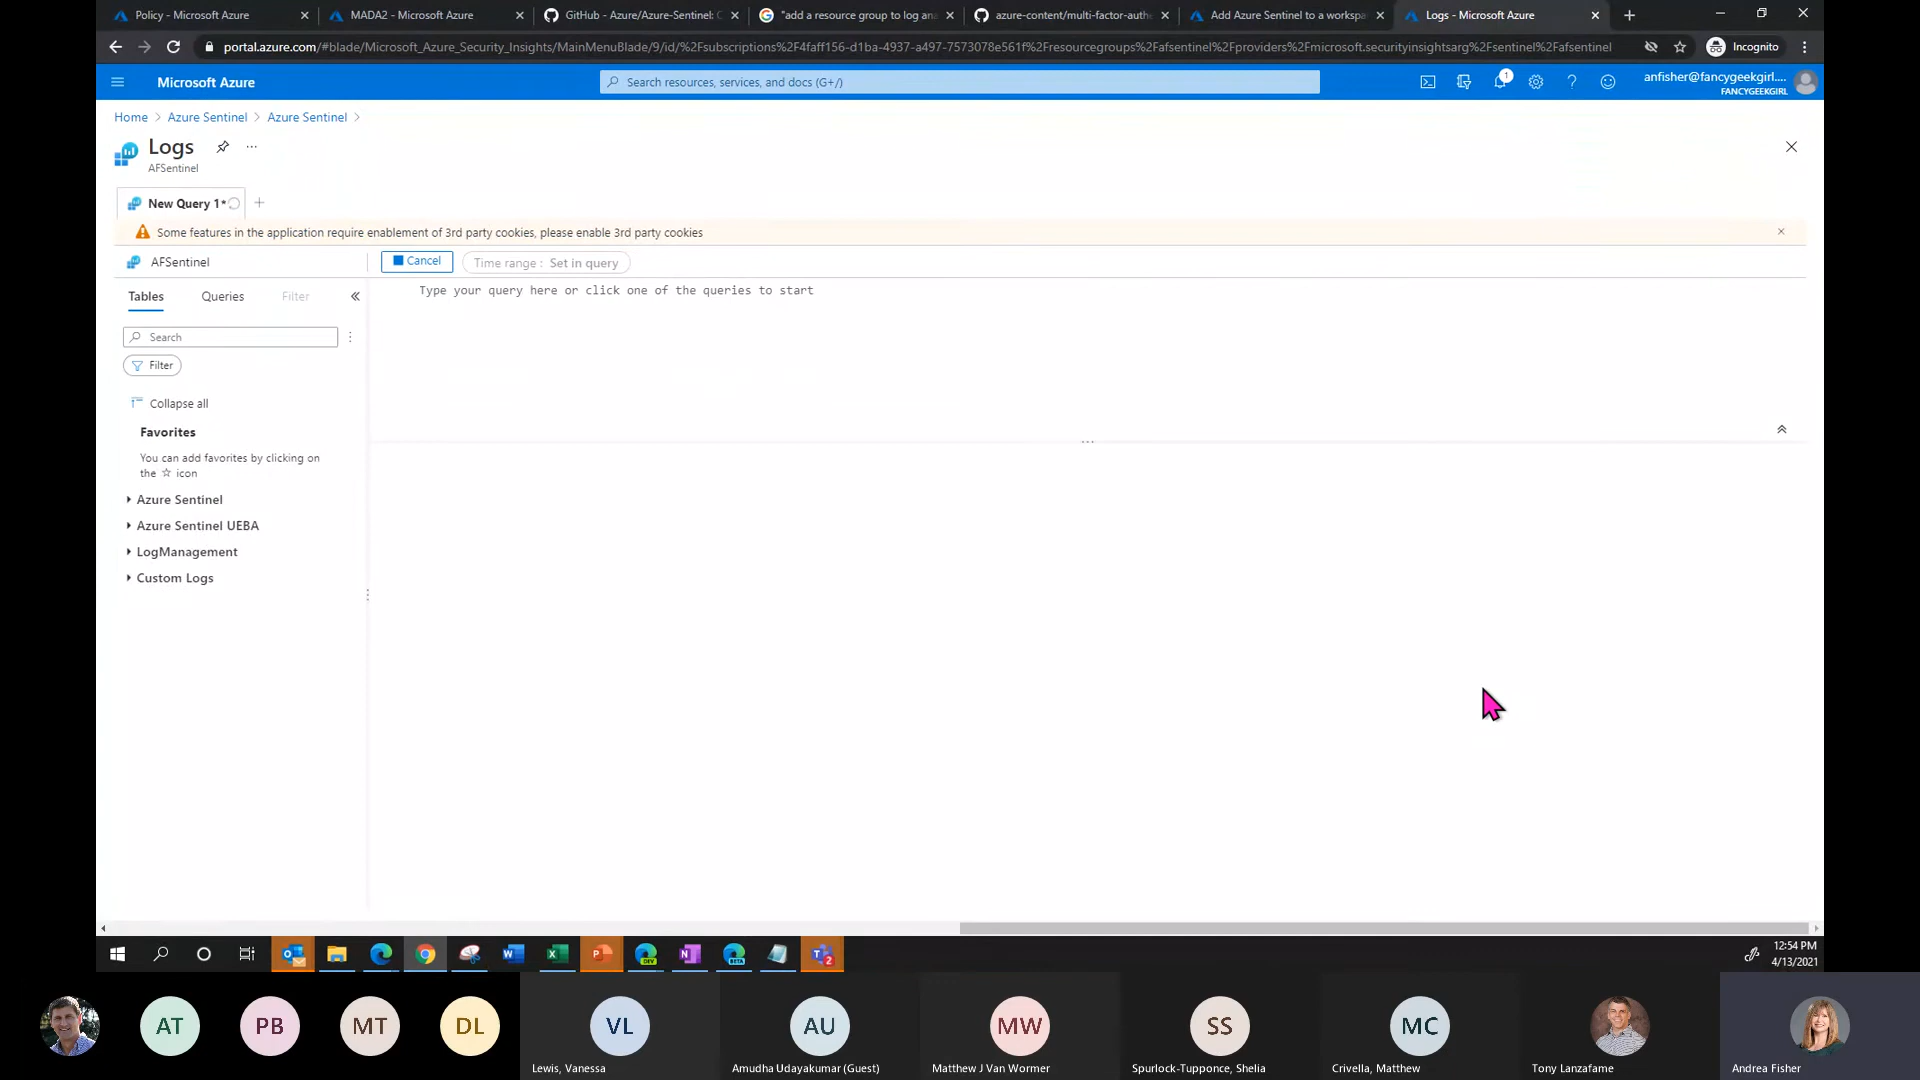 Policy - Microsoft Azure
MADA2 - Microsoft Azure
GitHub - Azure/Azure-Sentinel: C
"add a resource group to log ana
azure-content/multi-factor-authe
Add Azure Sentinel to a workspa
Logs - Microsoft Azure
portal.azure.com/#blade/Microsoft_Azure_Security_Insights/MainMenuBlade/9/id/%2Fsubscriptions%2F4faff156-d1ba-4937-a497-7573078e561f%2Fresourcegroups%2Fafsentinel%2Fproviders%2Fmicrosoft.securityinsightsarg%2Fsentinel%2Fafsentinel
Incognito
Microsoft Azure
Search resources, services, and docs (G+/)
1
anfisher@fancygeekgirl....
FANCYGEEKGIRL
Home > Azure Sentinel > Azure Sentinel >
Logs
AFSentinel
New Query 1*
Some features in the application require enablement of 3rd party cookies, please enable 3rd party cookies
AFSentinel
Cancel
Time range : Set in query
Tables
Queries
Filter
Type your query here or click one of the queries to start
Search
Filter
Collapse all
Favorites
You can add favorites by clicking on
the ☆ icon
Azure Sentinel
Azure Sentinel UEBA
LogManagement
Custom Logs
DEV
BETA
2
12:54 PM
4/13/2021
AT
PB
MT
DL
VL
AU
MW
SS
MC
Lewis, Vanessa
Amudha Udayakumar (Guest)
Matthew J Van Wormer
Spurlock-Tupponce, Shelia
Crivella, Matthew
Tony Lanzafame
Andrea Fisher